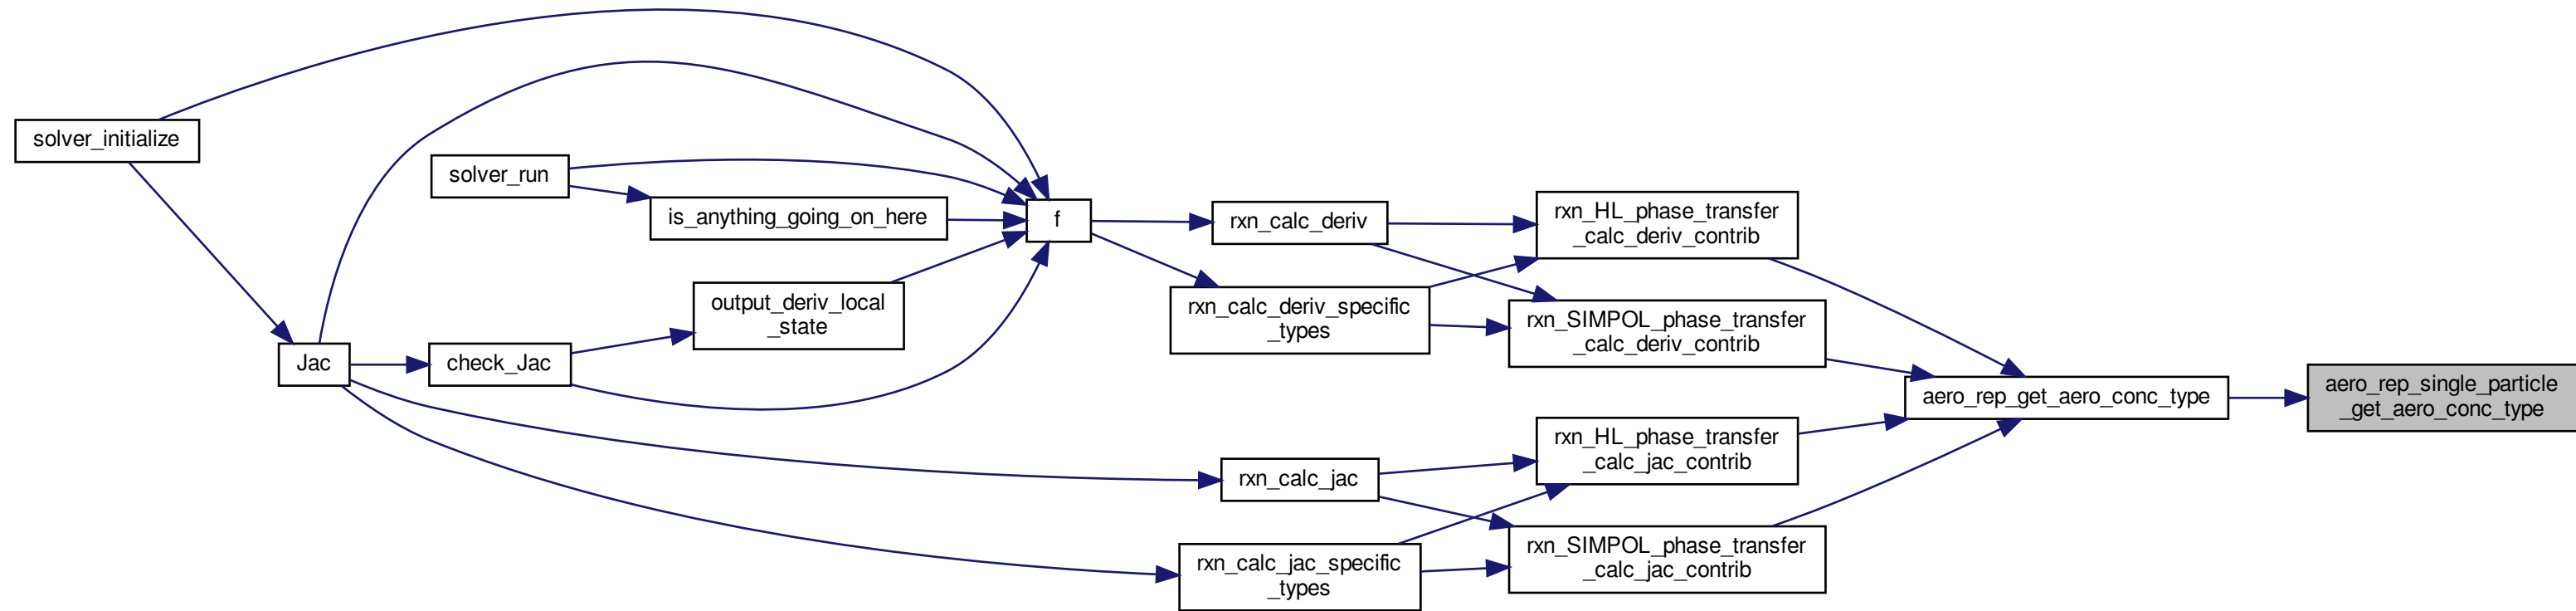 solver_initialize
solver_run
is_anything_going_on_here
f
output_deriv_local
_state
Jac
check_Jac
rxn_calc_deriv
rxn_calc_deriv_specific
_types
rxn_calc_jac
rxn_calc_jac_specific
_types
rxn_HL_phase_transfer
_calc_deriv_contrib
rxn_SIMPOL_phase_transfer
_calc_deriv_contrib
rxn_HL_phase_transfer
_calc_jac_contrib
rxn_SIMPOL_phase_transfer
_calc_jac_contrib
aero_rep_get_aero_conc_type
aero_rep_single_particle
_get_aero_conc_type